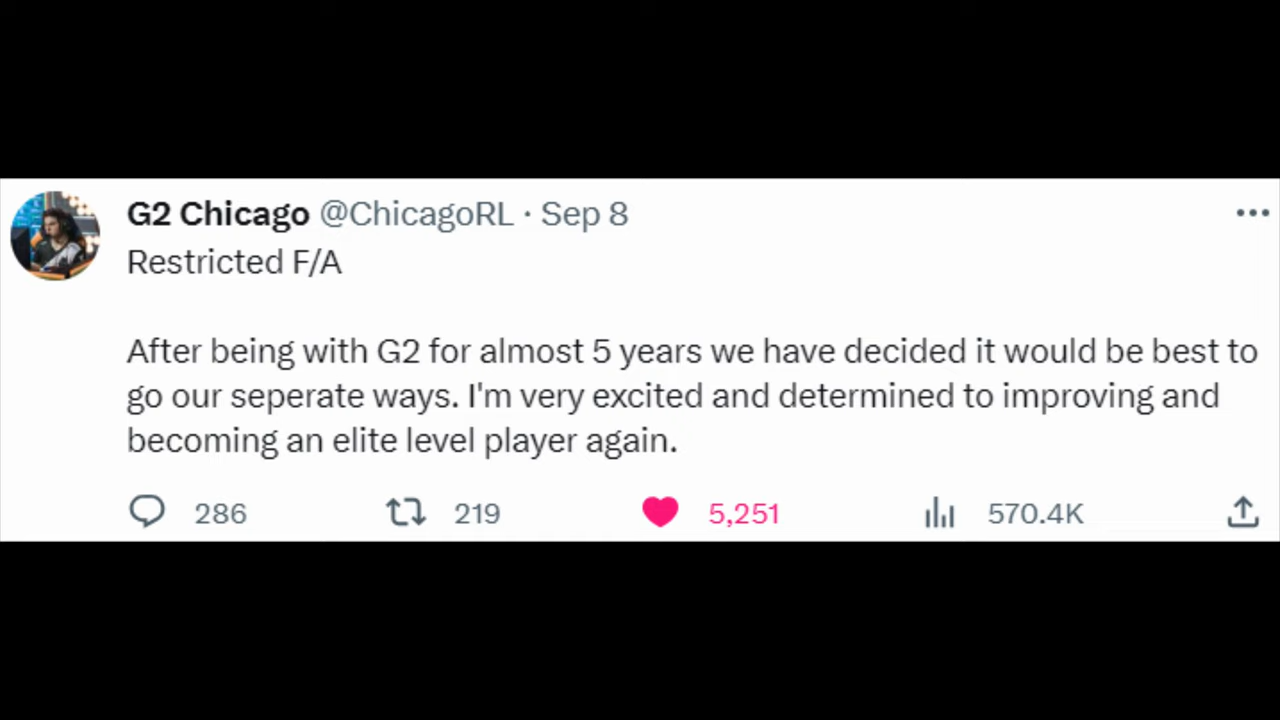 G2 Chicago @ChicagoRL · Sep 8
Restricted F/A
After being with G2 for almost 5 years we have decided it would be best to
go our seperate ways. I'm very excited and determined to improving and
becoming an elite level player again.
286 219 5,251 570.4K